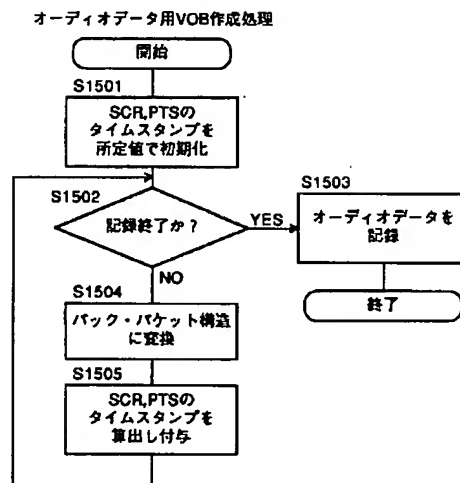 オーディオデータ用VOB作成処理
開始
S1501
SCR,PTSの
タイムスタンプを
所定値で初期化
S1502
記録終了か？
YES
S1503
オーディオデータを
記録
終了
NO
S1504
パック・パケット構造
に変換
S1505
SCR,PTSの
タイムスタンプを
算出し付与